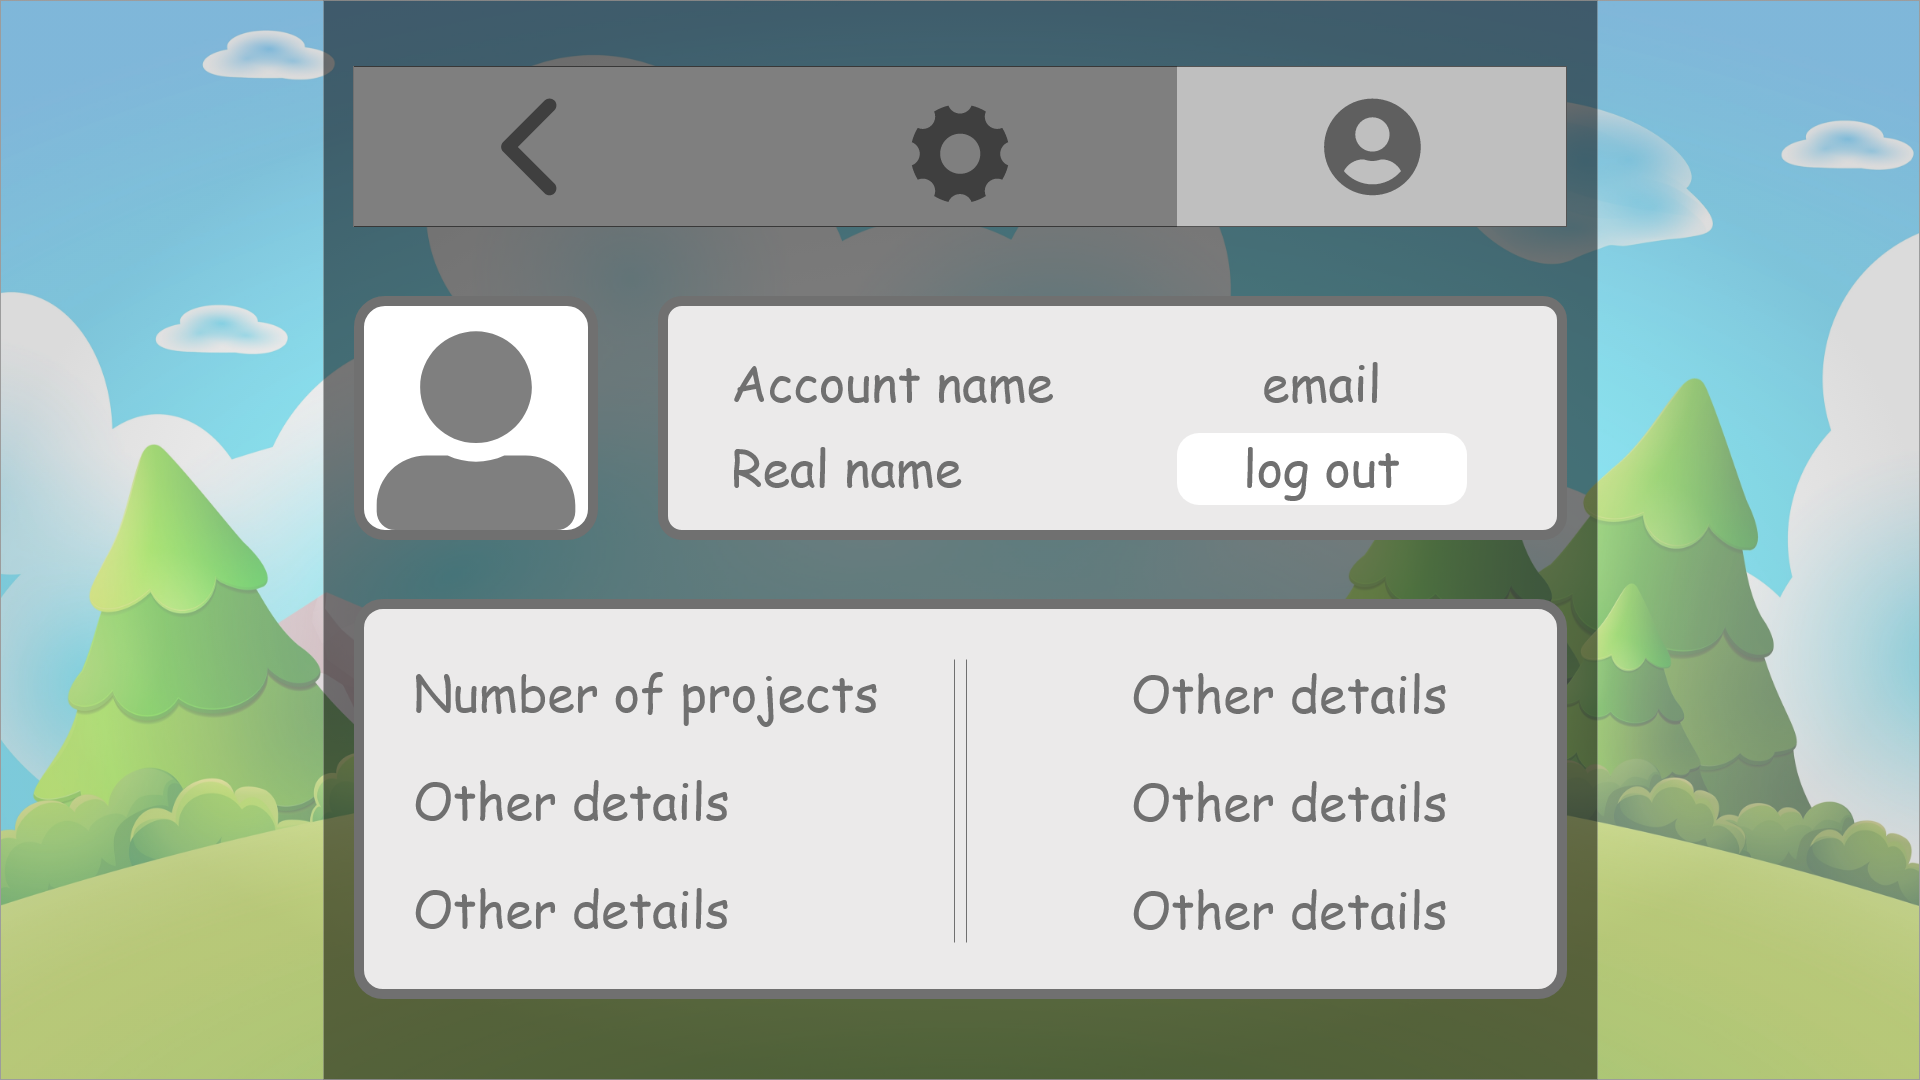 Account name
email
Real name
log out
Number of projects
Other details
Other details
Other details
Other details
Other details